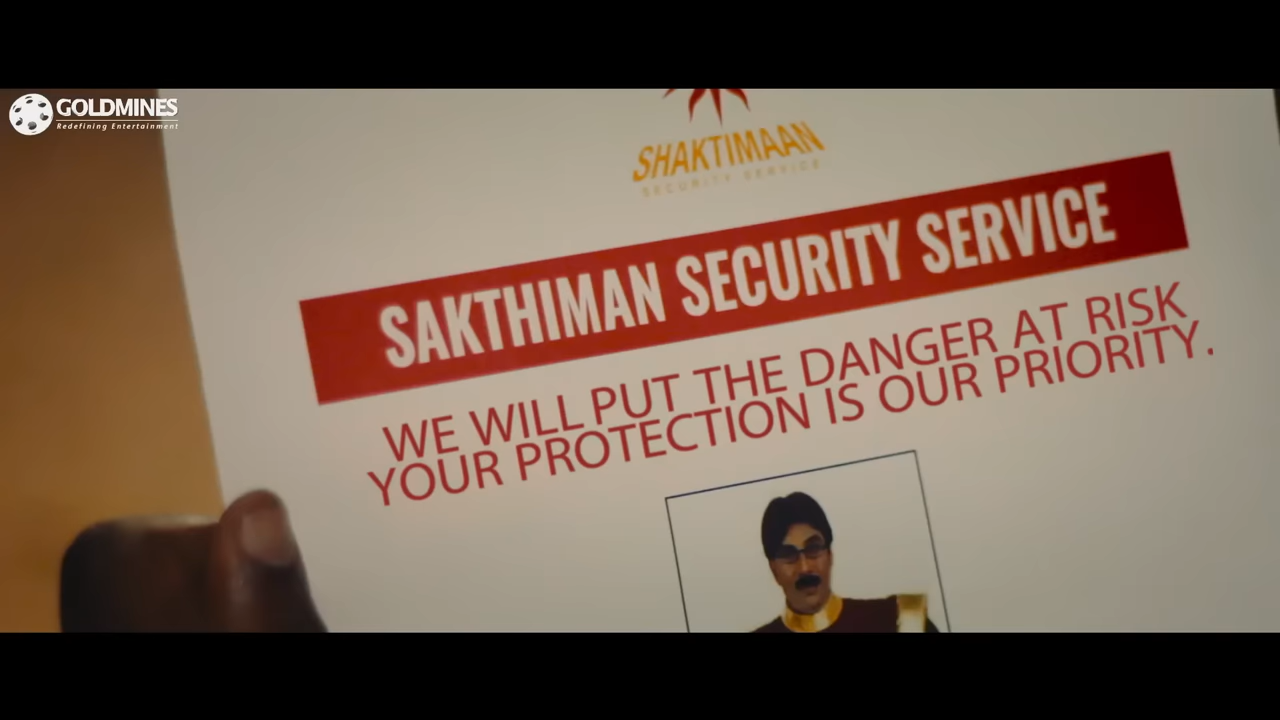 GOLDMINES
Redefining Entertainment
SHAKTIMAAN
SECURITY SERVICE
SAKTHIMAN SECURITY SERVICE
WE WILL PUT THE DANGER AT RISK
YOUR PROTECTION IS OUR PRIORITY.